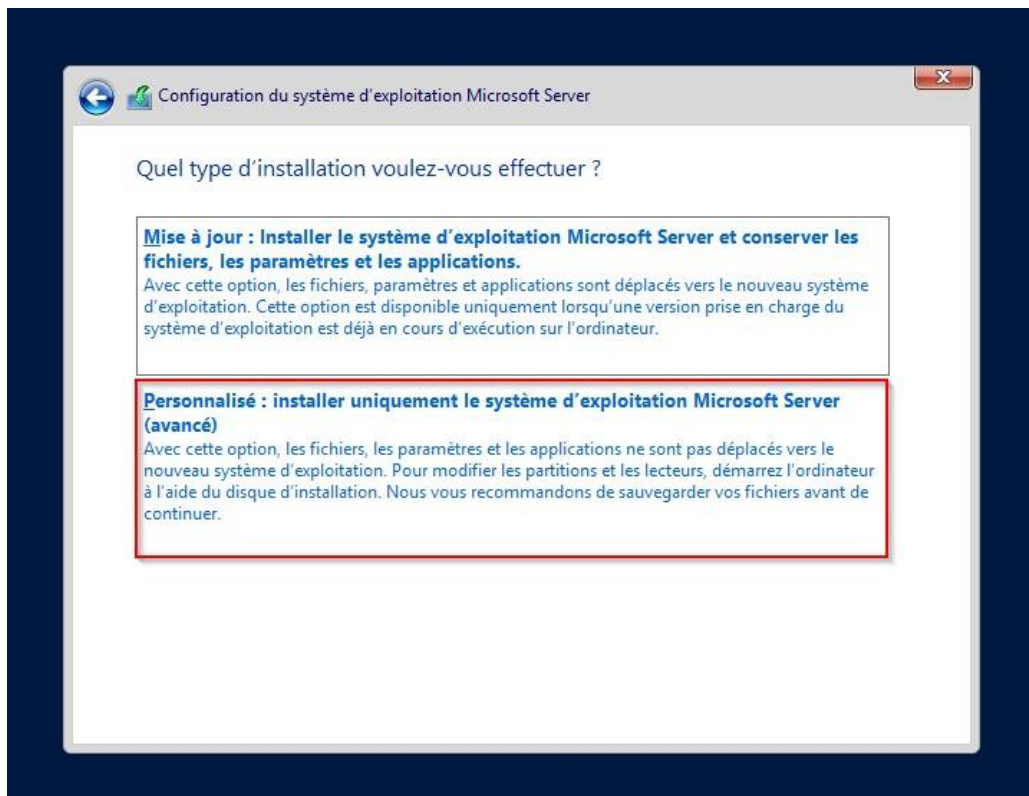 Configuration du système d'exploitation Microsoft Server
X
Quel type d'installation voulez-vous effectuer ?
Mise à jour : Installer le système d'exploitation Microsoft Server et conserver les
fichiers, les paramètres et les applications.
Avec cette option, les fichiers, paramètres et applications sont déplacés vers le nouveau système
d'exploitation. Cette option est disponible uniquement lorsqu'une version prise en charge du
système d'exploitation est déjà en cours d'exécution sur l'ordinateur.
Personnalisé : installer uniquement le système d'exploitation Microsoft Server
(avancé)
Avec cette option, les fichiers, les paramètres et les applications ne sont pas déplacés vers le
nouveau système d'exploitation. Pour modifier les partitions et les lecteurs, démarrez l'ordinateur
à l'aide du disque d'installation. Nous vous recommandons de sauvegarder vos fichiers avant de
continuer.